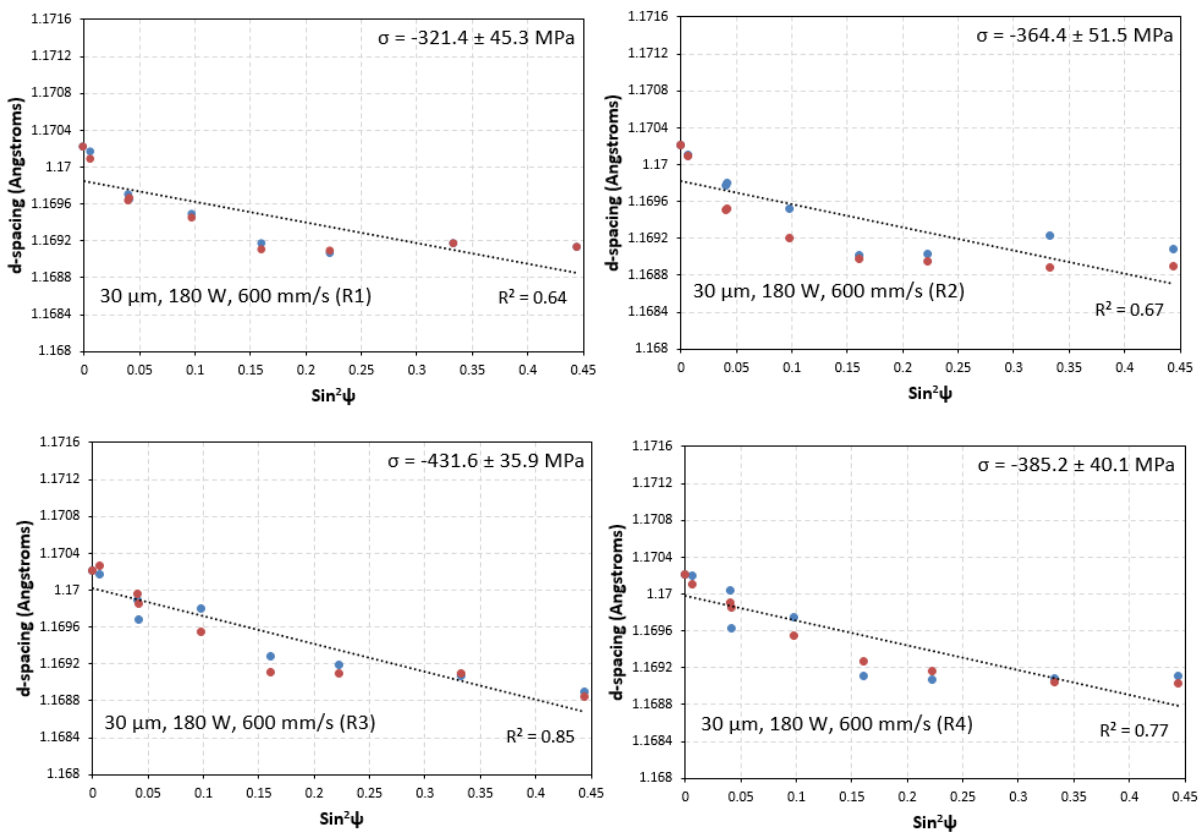 σ = -321.4 ± 45.3 MPa
d-spacing (Angstroms)
1.1716
1.1712
1.1708
1.1704
1.17
1.1696
1.1692
1.1688
1.1684
1.168
30 µm, 180 W, 600 mm/s (R1)
R² = 0.64
0 0.05 0.1 0.15 0.2 0.25 0.3 0.35 0.4 0.45
Sin²ψ
σ = -364.4 ± 51.5 MPa
d-spacing (Angstroms)
1.1716
1.1712
1.1708
1.1704
1.17
1.1696
1.1692
1.1688
1.1684
1.168
30 µm, 180 W, 600 mm/s (R2)
R² = 0.67
0 0.05 0.1 0.15 0.2 0.25 0.3 0.35 0.4 0.45
Sin²ψ
σ = -431.6 ± 35.9 MPa
d-spacing (Angstroms)
1.1716
1.1712
1.1708
1.1704
1.17
1.1696
1.1692
1.1688
1.1684
1.168
30 µm, 180 W, 600 mm/s (R3)
R² = 0.85
0 0.05 0.1 0.15 0.2 0.25 0.3 0.35 0.4 0.45
Sin²ψ
σ = -385.2 ± 40.1 MPa
d-spacing (Angstroms)
1.1716
1.1712
1.1708
1.1704
1.17
1.1696
1.1692
1.1688
1.1684
1.168
30 µm, 180 W, 600 mm/s (R4)
R² = 0.77
0 0.05 0.1 0.15 0.2 0.25 0.3 0.35 0.4 0.45
Sin²ψ